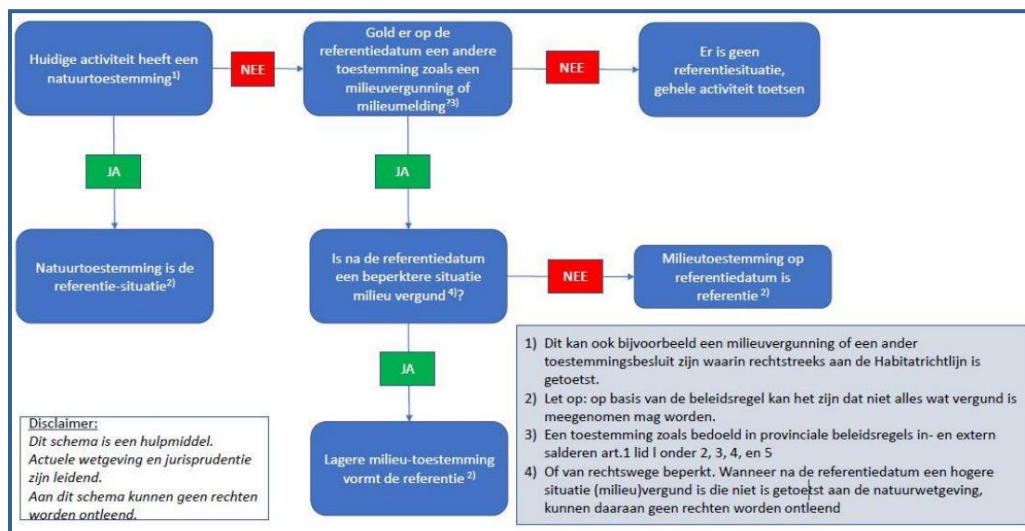 Huidige activiteit heeft een
natuurtoestemming1)
NEE
Gold er op de
referentiedatum een andere
toestemming zoals een
milieuvergunning of
milieumelding?3)
NEE
Er is geen
referentiesituatie,
gehele activiteit toetsen
JA
JA
Natuurtoestemming is de
referentie-situatie2)
Is na de referentiedatum
een beperktere situatie
milieu vergund 4)?
NEE
Milieutoestemming op
referentiedatum is
referentie 2)
JA
Lagere milieu-toestemming
vormt de referentie 2)
Disclaimer:
Dit schema is een hulpmiddel.
Actuele wetgeving en jurisprudentie
zijn leidend.
Aan dit schema kunnen geen rechten
worden ontleend.
1) Dit kan ook bijvoorbeeld een milieuvergunning of een ander
toestemmingsbesluit zijn waarin rechtstreeks aan de Habitatrichtlijn is
getoetst.
2) Let op: op basis van de beleidsregel kan het zijn dat niet alles wat vergund is
meegenomen mag worden.
3) Een toestemming zoals bedoeld in provinciale beleidsregels in- en extern
salderen art.1 lid l onder 2, 3, 4, en 5
4) Of van rechtswege beperkt. Wanneer na de referentiedatum een hogere
situatie (milieu)vergund is die niet is getoetst aan de natuurwetgeving,
kunnen daaraan geen rechten worden ontleend